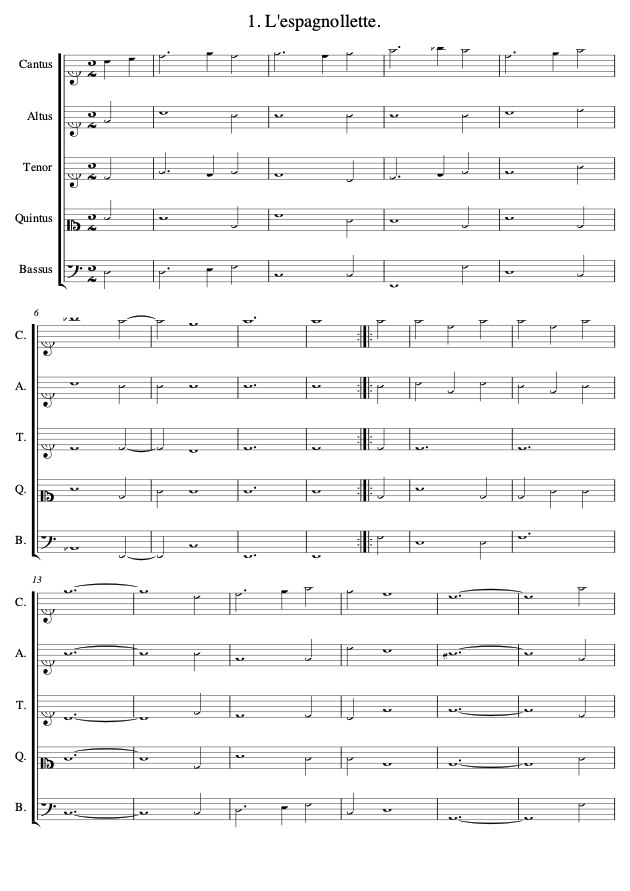 1. L'espagnollette.
Cantus
Altus
Tenor
Quintus
Bassus
6
C.
A.
T.
Q.
B.
13
C.
A.
T.
Q.
B.